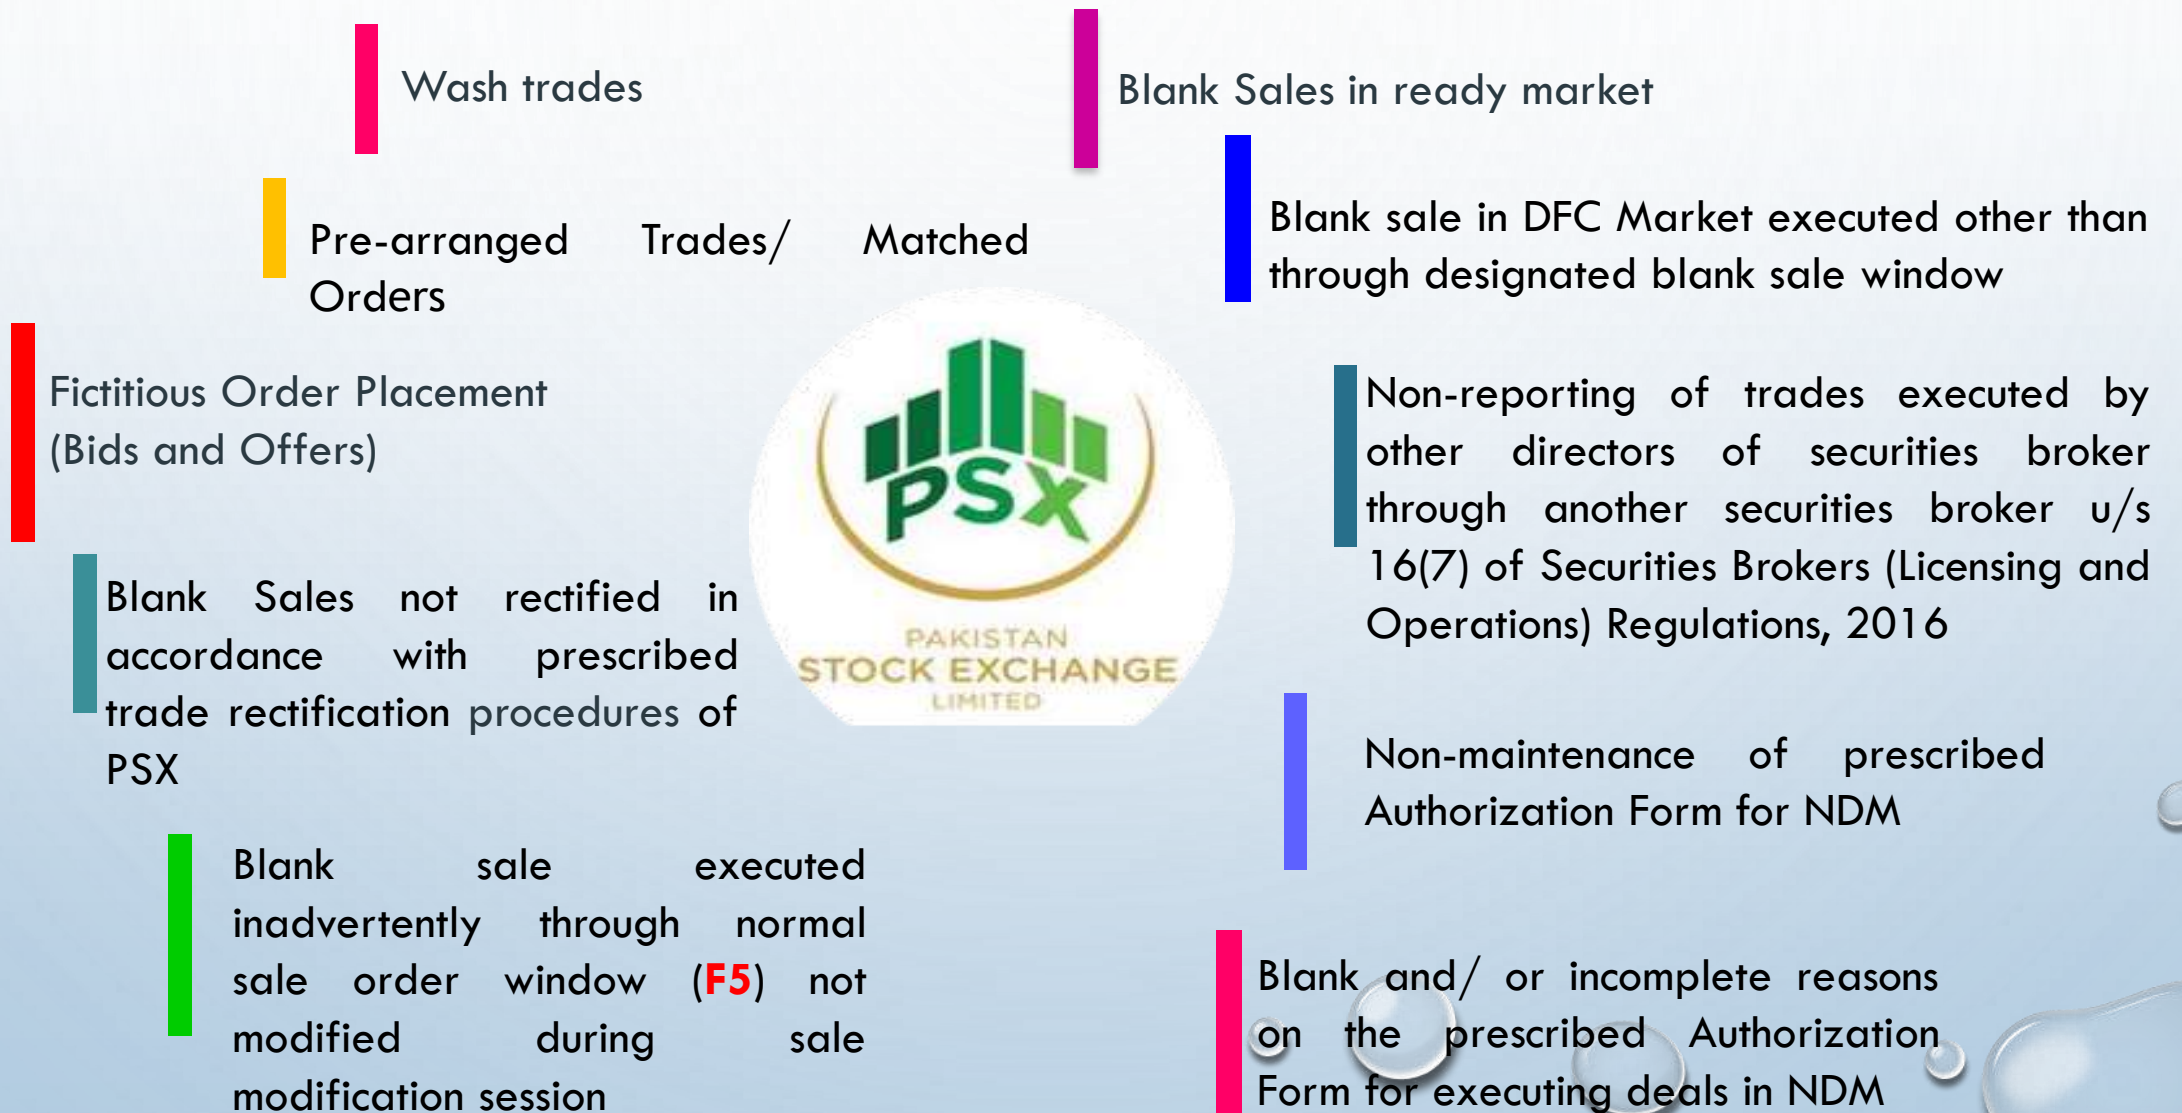 Wash trades
Pre-arranged Trades/ Matched
Orders
Fictitious Order Placement
(Bids and Offers)
Blank Sales not rectified in
accordance with prescribed
trade rectification procedures of
PSX
Blank sale executed
inadvertently through normal
sale order window (F5) not
modified during sale
modification session
PSX
PAKISTAN
STOCK EXCHANGE
LIMITED
Blank Sales in ready market
Blank sale in DFC Market executed other than
through designated blank sale window
Non-reporting of trades executed by
other directors of securities broker
through another securities broker u/s
16(7) of Securities Brokers (Licensing and
Operations) Regulations, 2016
Non-maintenance of prescribed
Authorization Form for NDM
Blank and/ or incomplete reasons
on the prescribed Authorization
Form for executing deals in NDM